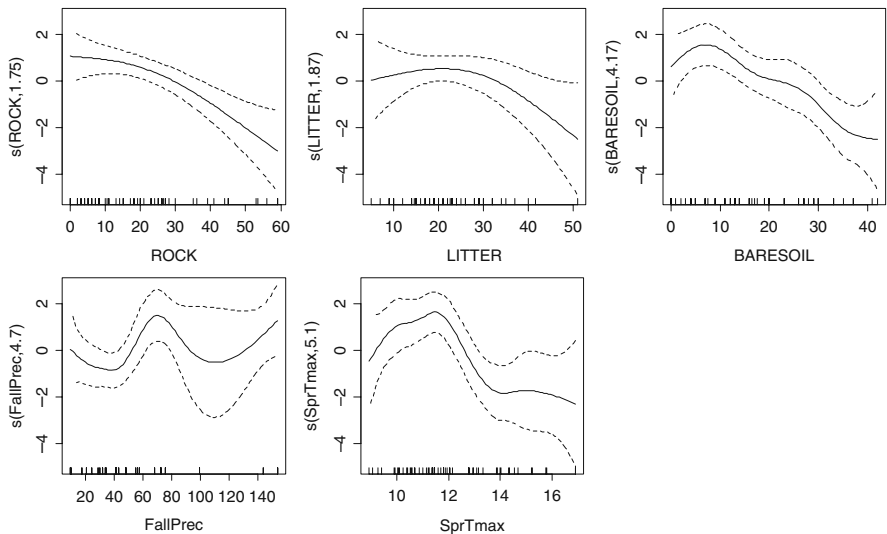 s(ROCK,1.75)
2
0
−2
−4
0 10 20 30 40 50 60
ROCK
s(LITTER,1.87)
2
0
−2
−4
10 20 30 40 50
LITTER
s(BARESOIL,4.17)
2
0
−2
−4
0 10 20 30 40
BARESOIL
s(FallPrec,4.7)
2
0
−2
−4
20 40 60 80 100 120 140
FallPrec
s(SprTmax,5.1)
2
0
−2
−4
10 12 14 16
SprTmax